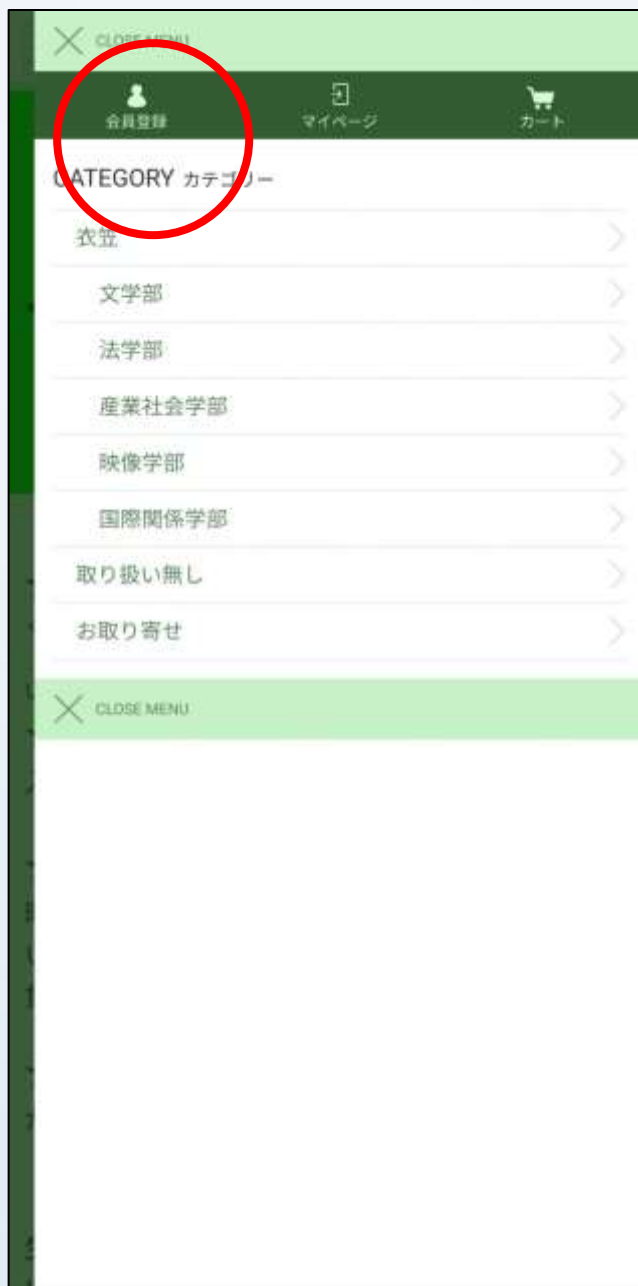 CLOSE MENU
会員登録 マイページ カート
CATEGORY カテゴリー
衣笠
文学部
法学部
産業社会学部
映像学部
国際関係学部
取り扱い無し
お取り寄せ
CLOSE MENU